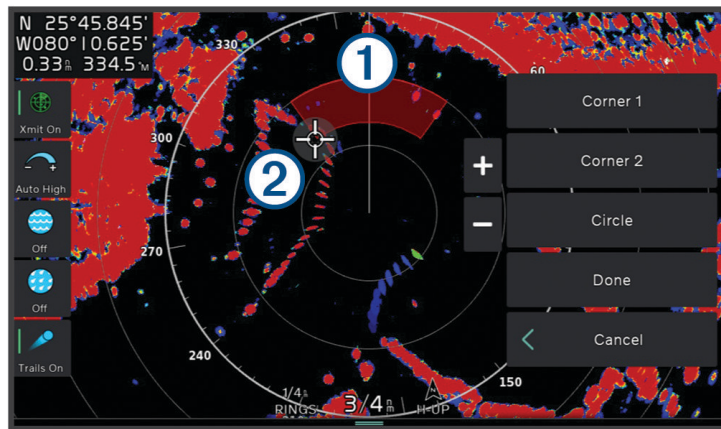 N 25°45.845'
W080°10.625'
0.33nm 334.5°M
330
1
60
Xmit On
300
Corner 1
Auto High
2
+
Corner 2
−
Circle
Off
270
Done
Off
Cancel
240
Trails On
150
1/4nm
RINGS
3/4nm
H-UP